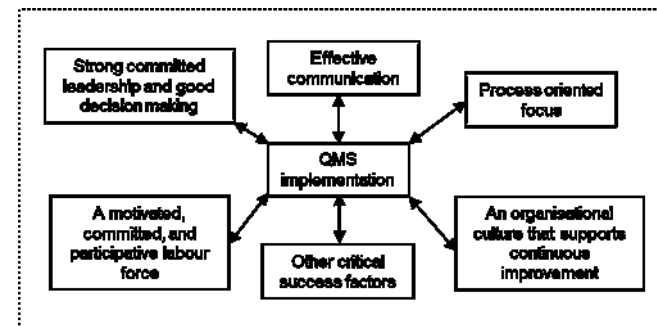 Strong committed
leadership and good
decision making
Effective
communication
Process oriented
focus
QMS
implementation
A motivated,
committed, and
participative labour
force
Other critical
success factors
An organisational
culture that supports
continuous
improvement